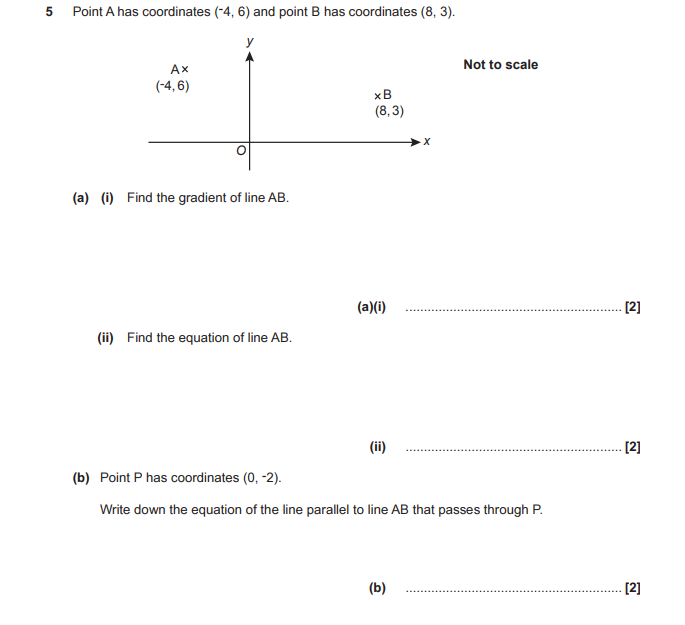 5 Point A has coordinates (-4, 6) and point B has coordinates (8, 3).
y
Not to scale
A×
(-4,6)
×B
(8,3)
x
O
(a) (i) Find the gradient of line AB.
(a)(i) ............................................................ [2]
(ii) Find the equation of line AB.
(ii) ............................................................ [2]
(b) Point P has coordinates (0, -2).
Write down the equation of the line parallel to line AB that passes through P.
(b) ............................................................ [2]